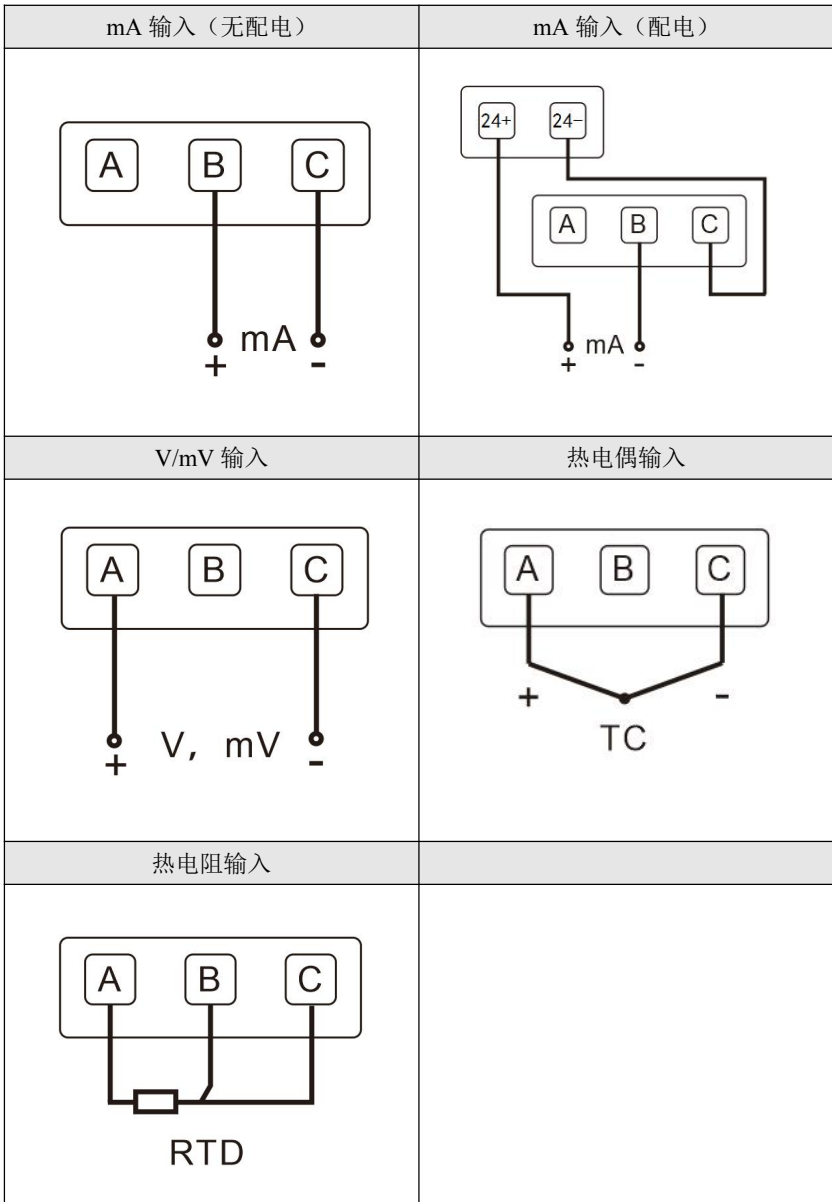 mA 输入（无配电）
mA 输入（配电）
A B C
+ mA -
24+ 24-
A B C
+ mA -
V/mV 输入
热电偶输入
A B C
+ V, mV -
A B C
+ -
TC
热电阻输入
A B C
RTD